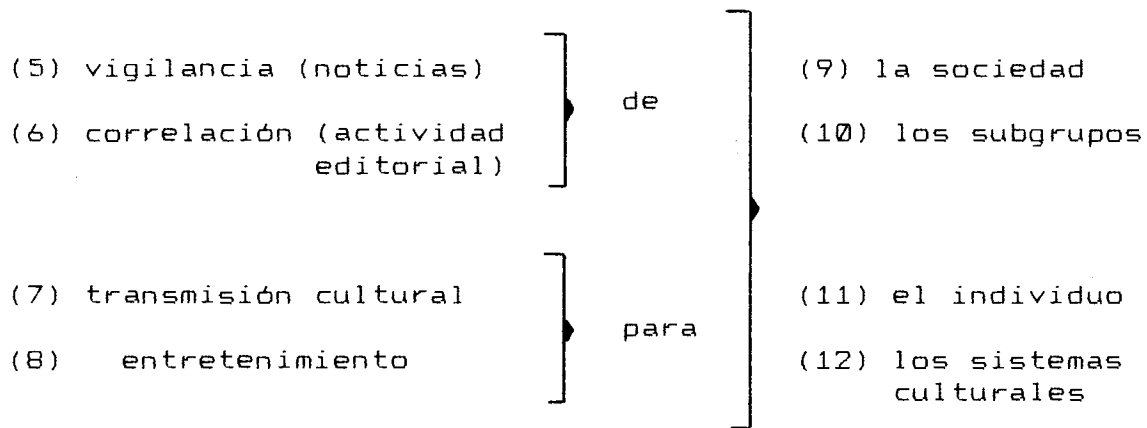 (5) vigilancia (noticias)
(6) correlación (actividad
editorial)
de
(7) transmisión cultural
(8) entretenimiento
para
(9) la sociedad
(10) los subgrupos
(11) el individuo
(12) los sistemas
culturales